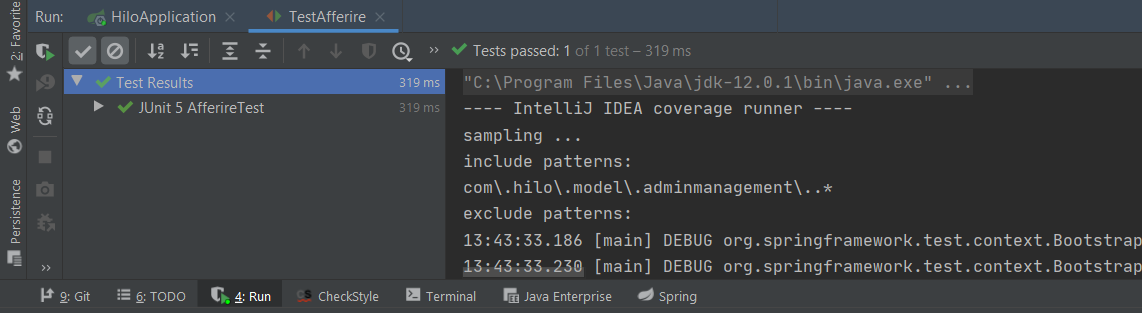 Run: HiloApplication × TestAfferire ×
2: Favorite
Web
Persistence
Tests passed: 1 of 1 test – 319 ms
Test Results 319 ms
JUnit 5 AfferireTest 319 ms
"C:\Program Files\Java\jdk-12.0.1\bin\java.exe" ...
---- IntelliJ IDEA coverage runner ----
sampling ...
include patterns:
com\.hilo\.model\.adminmanagement\..*
exclude patterns:
13:43:33.186 [main] DEBUG org.springframework.test.context.Bootstrap
13:43:33.230 [main] DEBUG org.springframework.test.context.Bootstrap
9: Git 6: TODO 4: Run CheckStyle Terminal Java Enterprise Spring